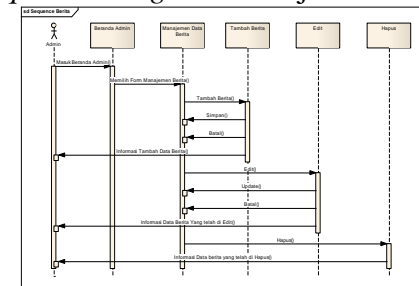 sd Sequence Berita
Admin
Beranda Admin
Manajemen Data
Berita
Tambah Berita
Edit
Hapus
Masuk Beranda Admin()
Memilih Form Manajemen Berita()
Tambah Berita()
Simpan()
Batal()
Informasi Tambah Data Berita()
Edit()
Update()
Batal()
Informasi Data Berita Yang telah di Edit()
Hapus()
Informasi Data berita yang telah di Hapus()